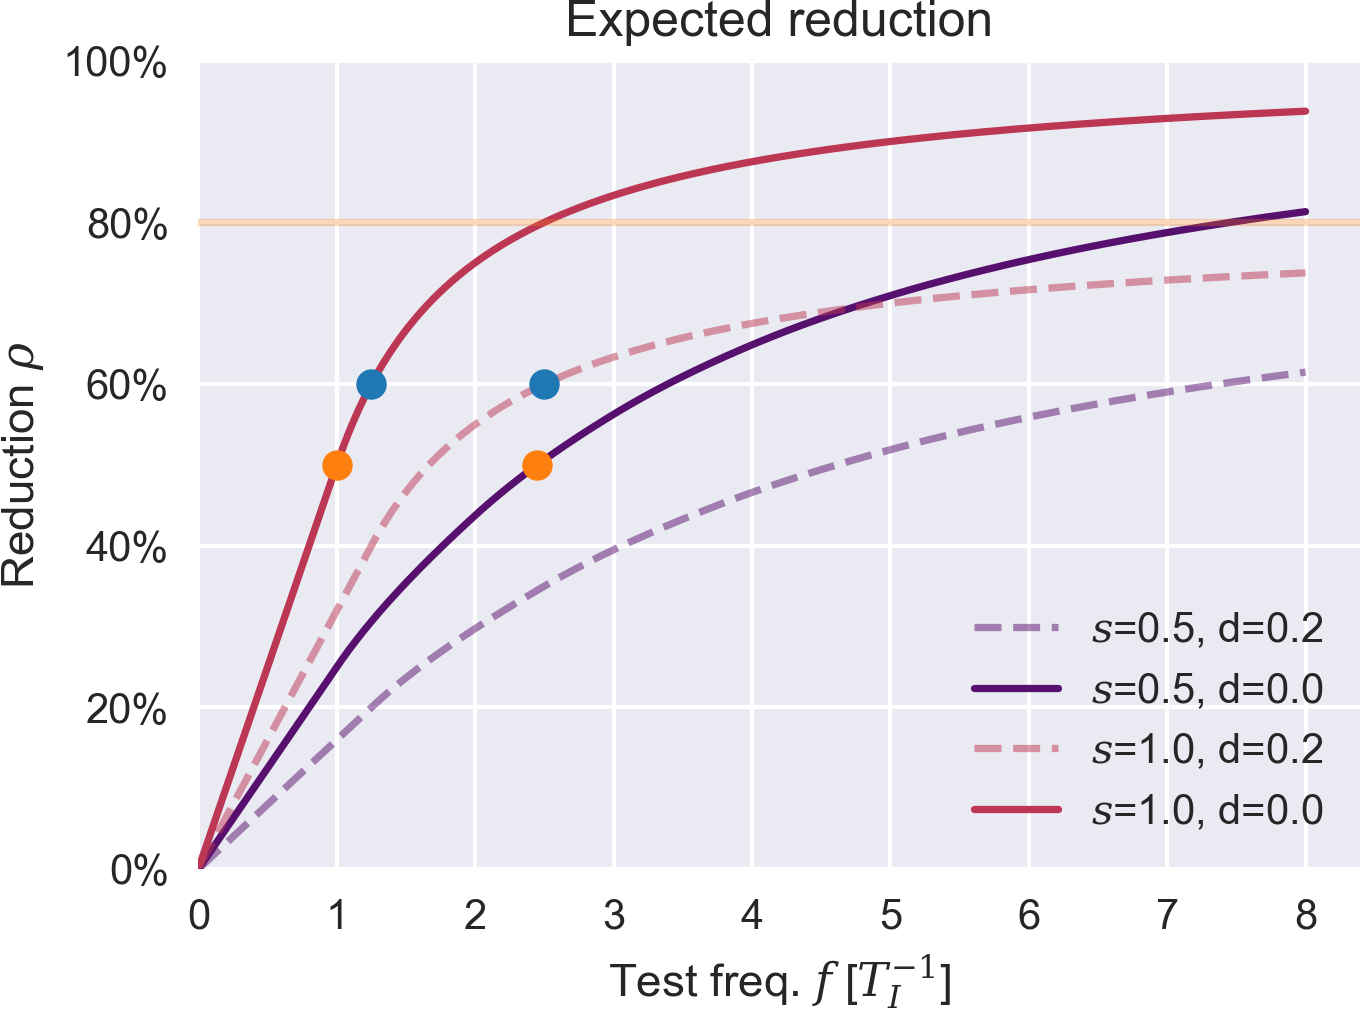 Expected reduction
100%
80%
60%
40%
20%
0%
Reduction ρ
s=0.5, d=0.2
s=0.5, d=0.0
s=1.0, d=0.2
s=1.0, d=0.0
0 1 2 3 4 5 6 7 8
Test freq. f [T_I^{-1}]